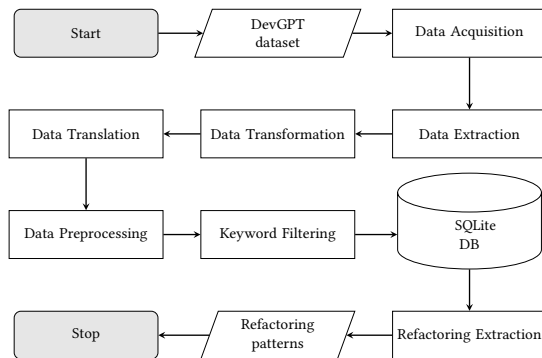 Start
DevGPT
dataset
Data Acquisition
Data Translation
Data Transformation
Data Extraction
Data Preprocessing
Keyword Filtering
SQLite
DB
Stop
Refactoring
patterns
Refactoring Extraction